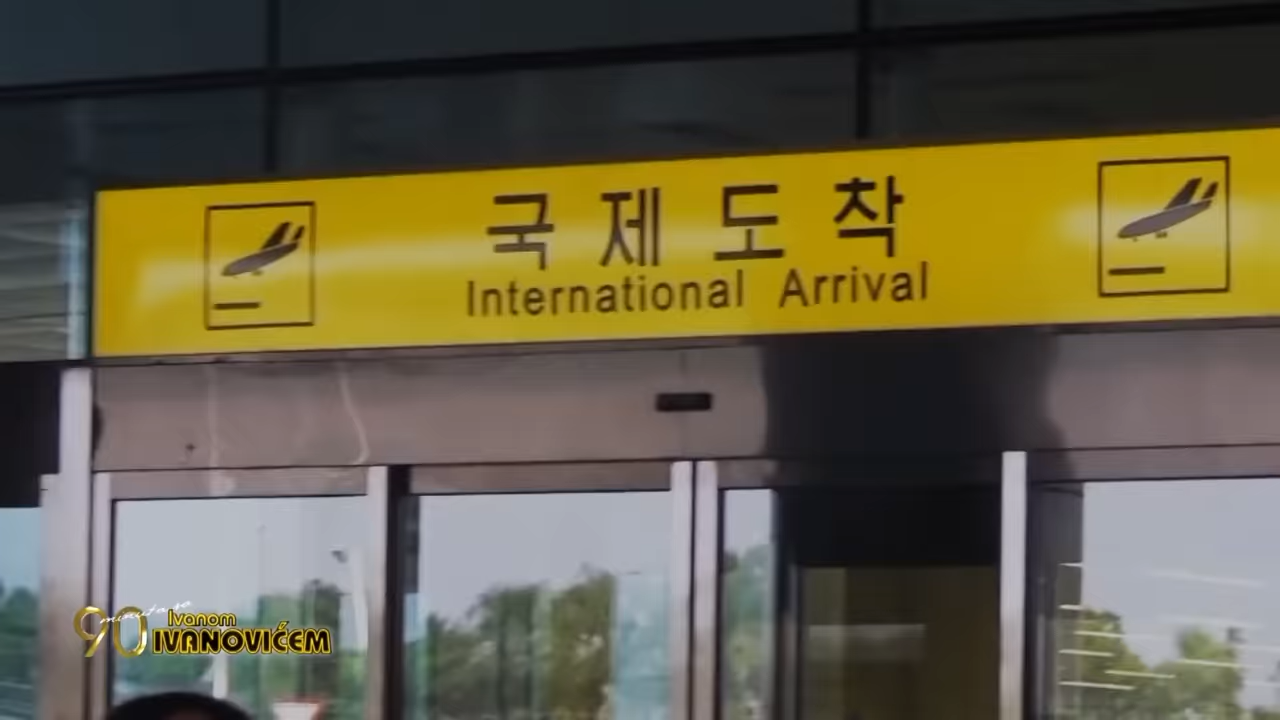 국제도착
International Arrival
90 minuta sa
Ivanom
IVANOVIĆEM